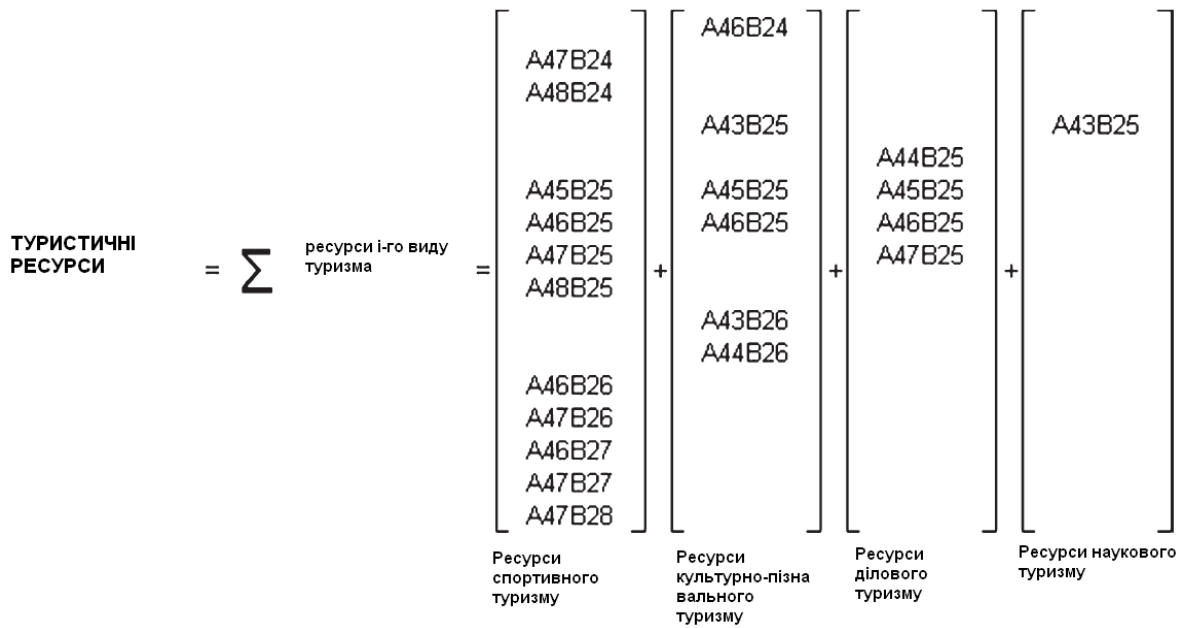 A46B24
A47B24
A48B24
A43B25 A43B25
A44B25
A45B25 A45B25 A45B25
A46B25 A46B25 A46B25
ТУРИСТИЧНІ РЕСУРСИ = Σ ресурси і-го виду туризма = + + +
A47B25 A47B25
A48B25
A43B26
A44B26
A46B26
A47B26
A46B27
A47B27
A47B28
Ресурси
спортивного
туризму
Ресурси
культурно-пізна
вального
туризму
Ресурси
ділового
туризму
Ресурси наукового
туризму